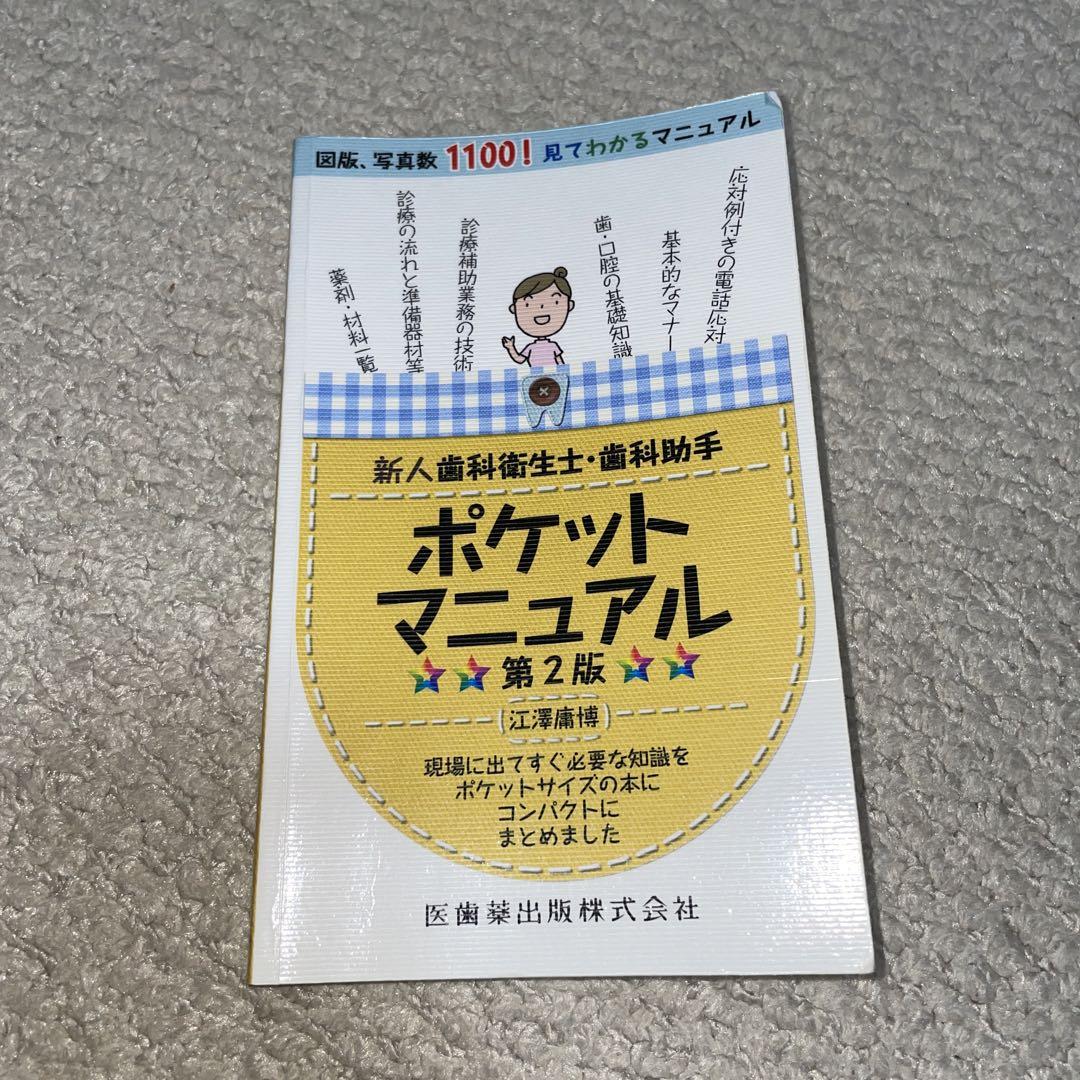 図版、写真数 1100! 見てわかるマニュアル
応対例付きの電話応対
基本的なマナー
歯・口腔の基礎知識
診療補助業務の技術
診療の流れと準備器材等
薬剤・材料一覧
新人歯科衛生士・歯科助手
ポケット
マニュアル
第2版
江澤庸博
現場に出てすぐ必要な知識を
ポケットサイズの本に
コンパクトに
まとめました
医歯薬出版株式会社